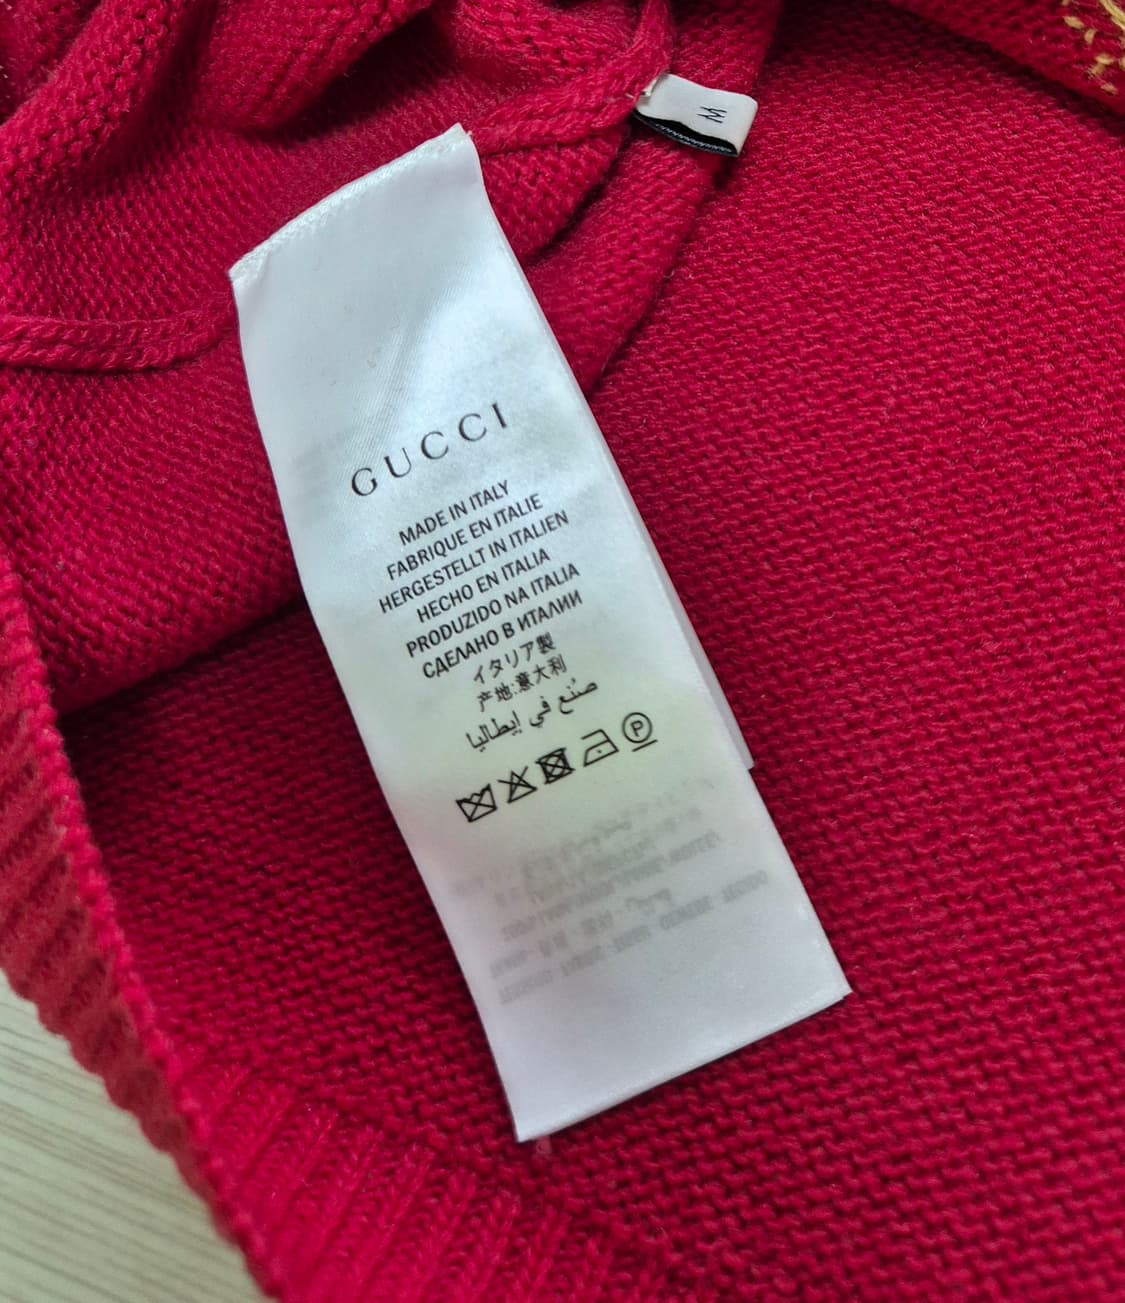 M
GUCCI
MADE IN ITALY
FABRIQUE EN ITALIE
HERGESTELLT IN ITALIEN
HECHO EN ITALIA
PRODUZIDO NA ITALIA
СДЕЛАНО В ИТАЛИИ
イタリア製
产地:意大利
صُنع في إيطاليا
P